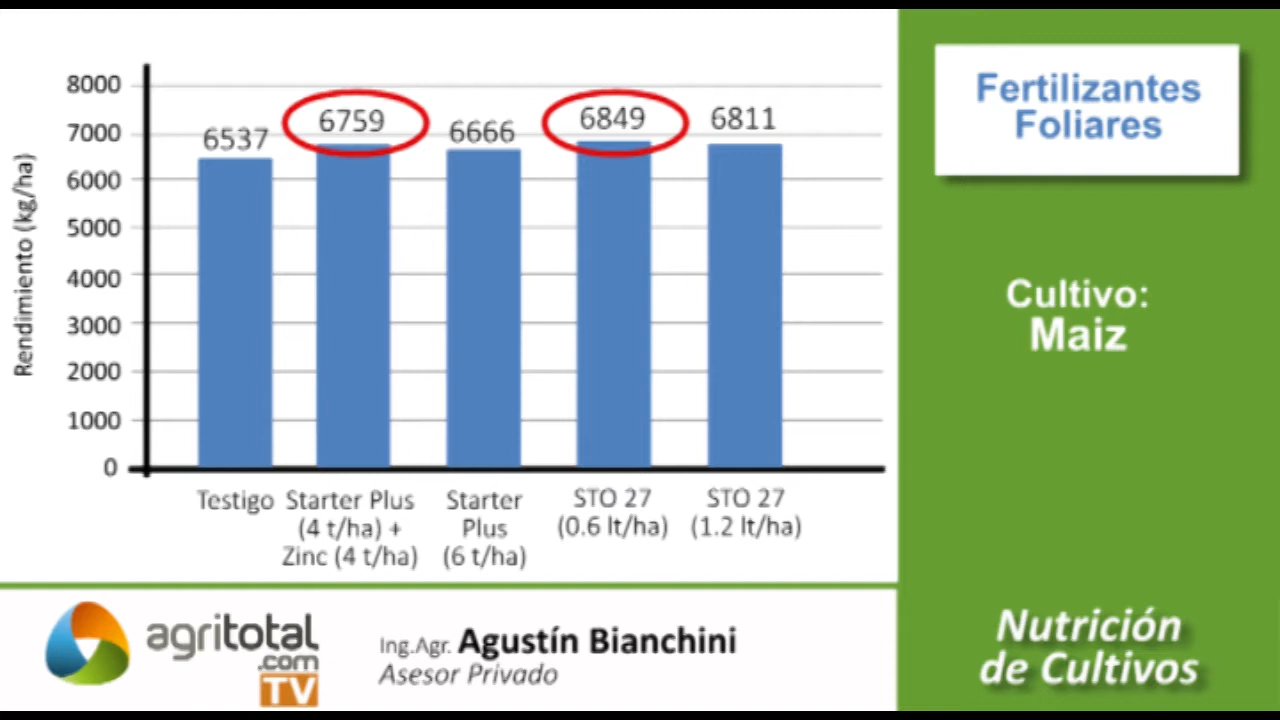 Fertilizantes
Foliares
Cultivo:
Maiz
Nutrición
de Cultivos
Rendimiento (kg/ha)
8000
7000
6000
5000
4000
3000
2000
1000
0
6537
6759
6666
6849
6811
Testigo
Starter Plus
(4 t/ha) +
Zinc (4 t/ha)
Starter
Plus
(6 t/ha)
STO 27
(0.6 lt/ha)
STO 27
(1.2 lt/ha)
agritotal
.com
TV
Ing.Agr. Agustín Bianchini
Asesor Privado